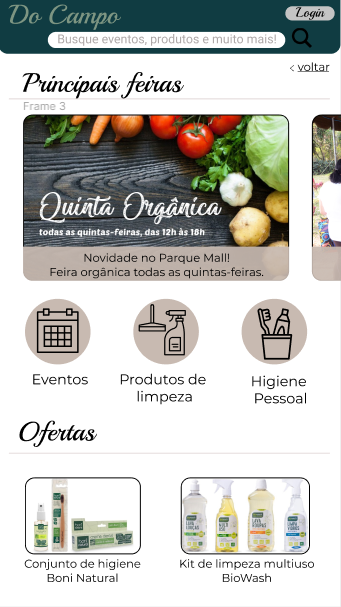 Do Campo
Login
Busque eventos, produtos e muito mais!
< voltar
Principais feiras
Frame 3
Quinta Orgânica
todas as quintas-feiras, das 12h às 18h
Novidade no Parque Mall!
Feira orgânica todas as quintas-feiras.
Eventos
Produtos de
limpeza
Higiene
Pessoal
Ofertas
Conjunto de higiene
Boni Natural
Kit de limpeza multiuso
BioWash